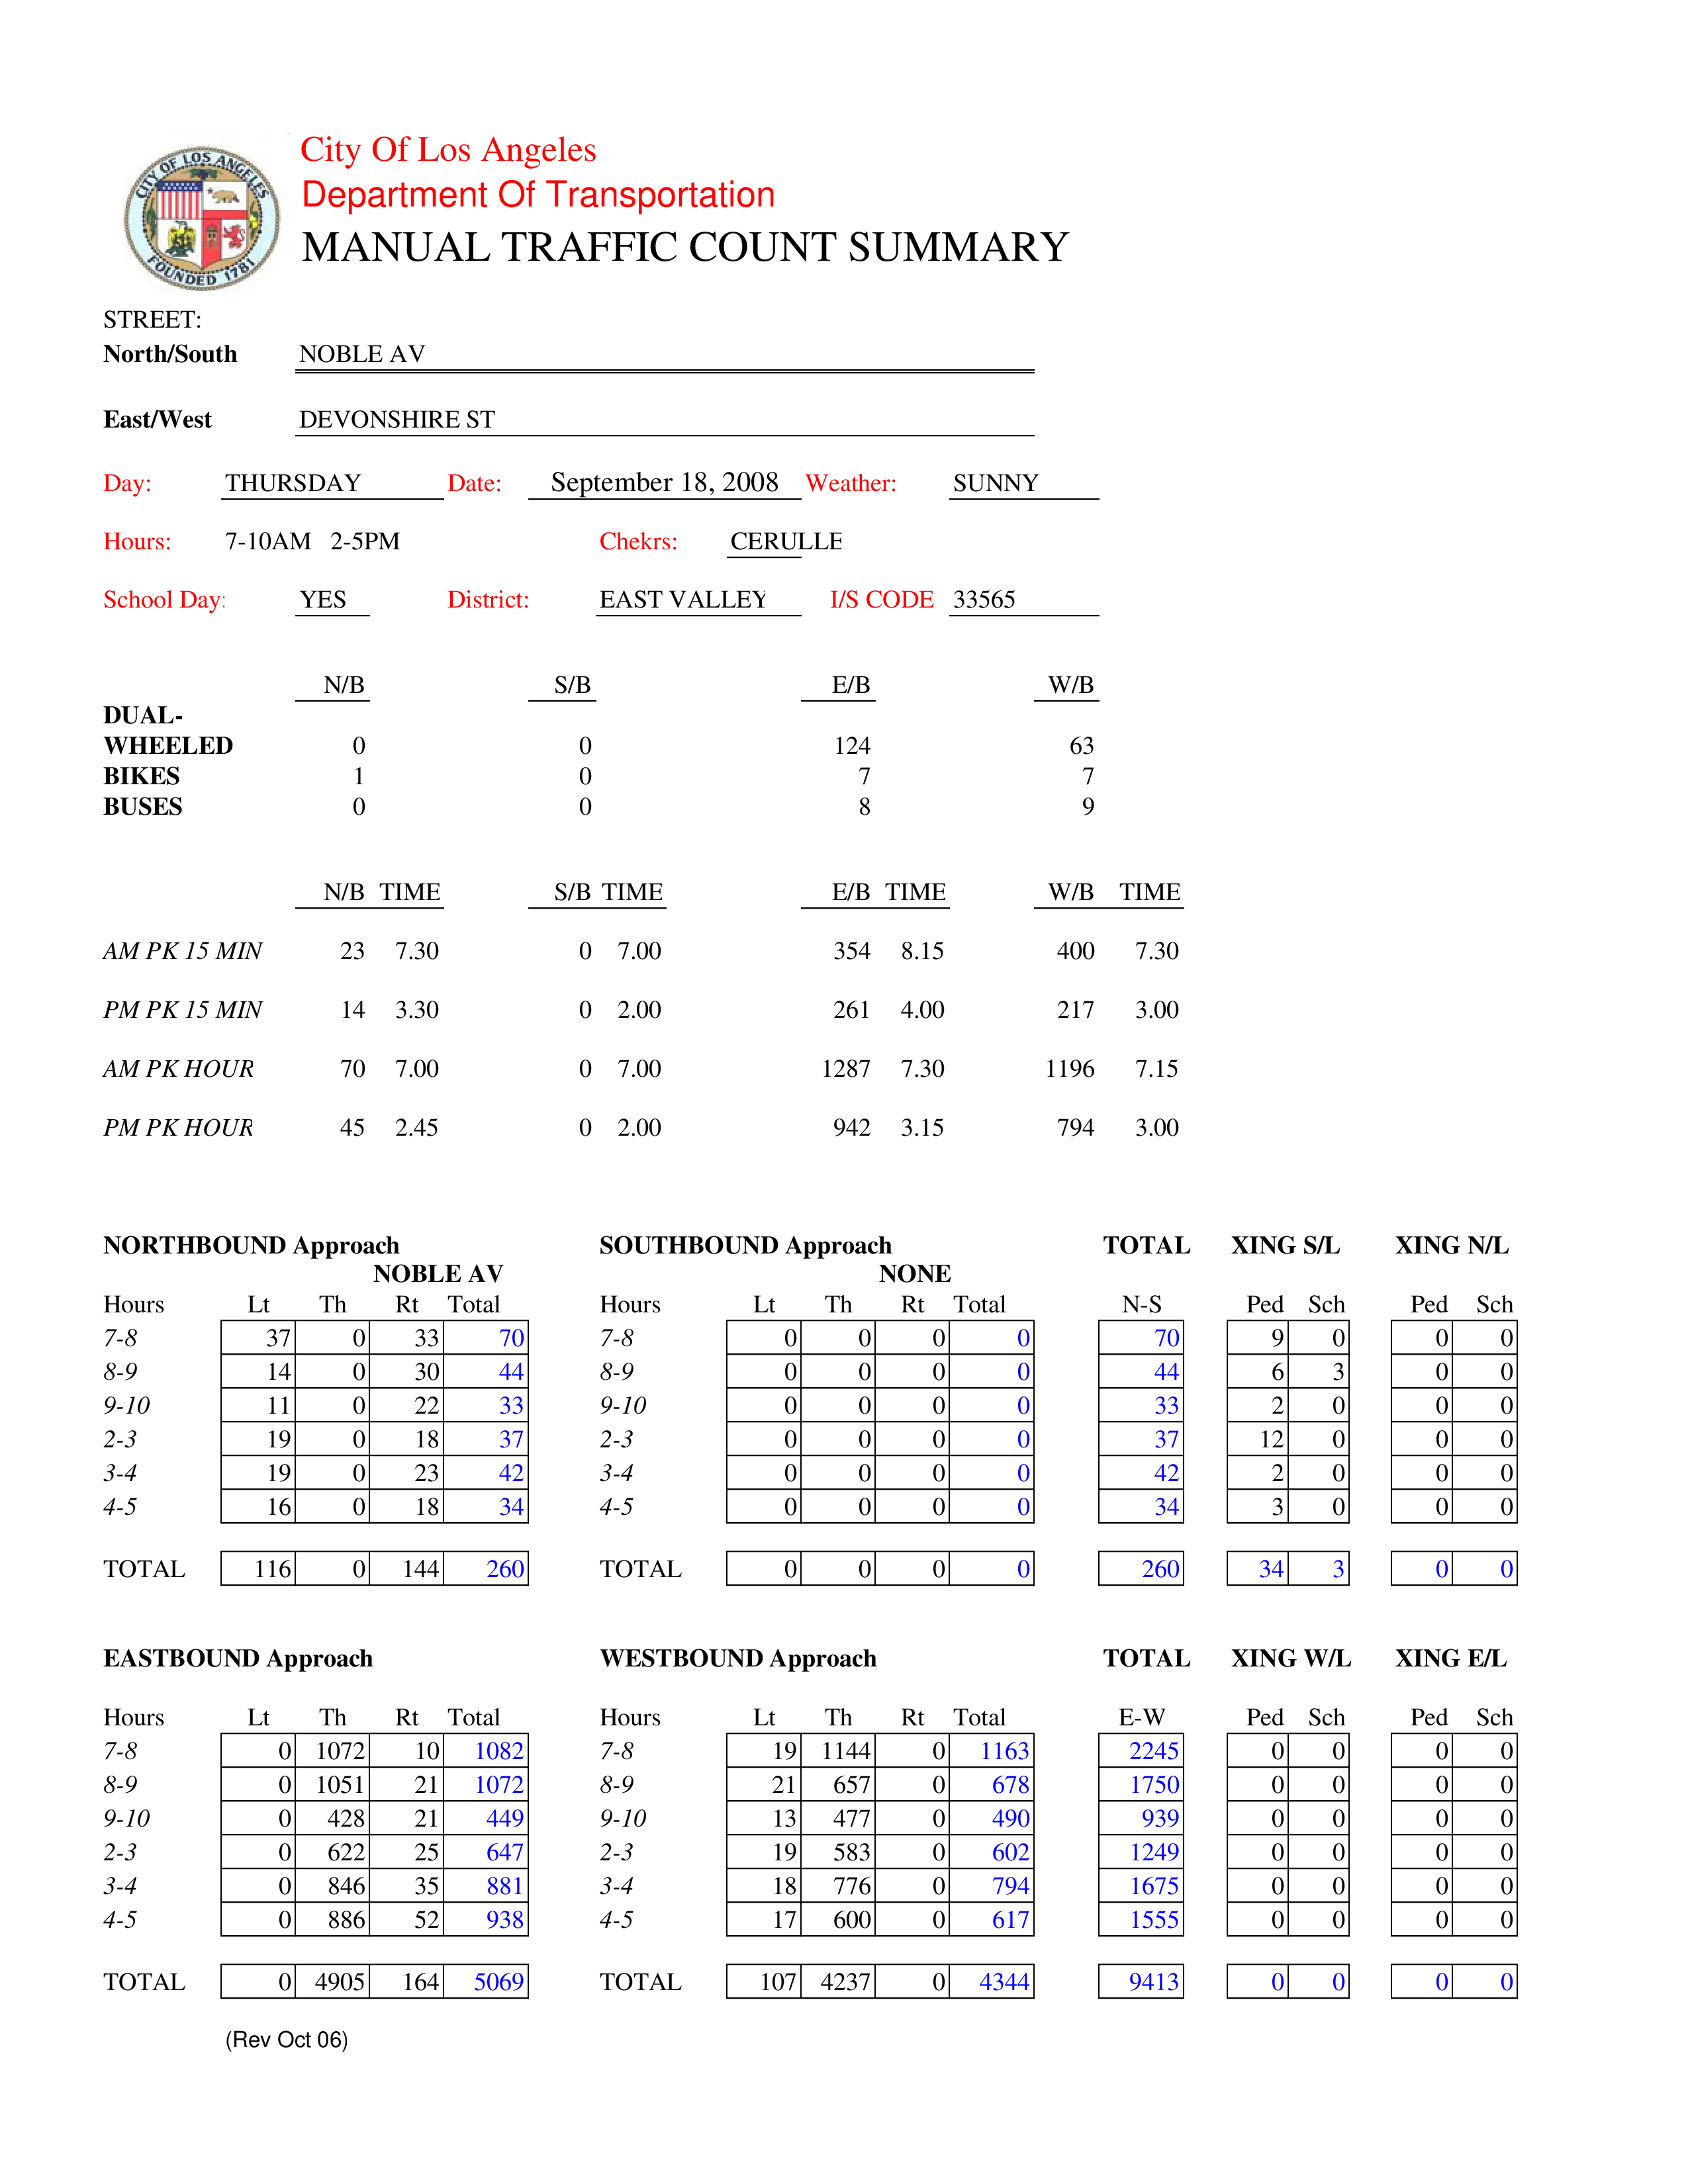 CITY OF LOS ANGELES
FOUNDED 1781
City Of Los Angeles
Department Of Transportation
MANUAL TRAFFIC COUNT SUMMARY
STREET:
North/South NOBLE AV
East/West DEVONSHIRE ST
Day: THURSDAY Date: September 18, 2008 Weather: SUNNY
Hours: 7-10AM 2-5PM Chekrs: CERULLE
School Day: YES District: EAST VALLEY I/S CODE 33565
N/B S/B E/B W/B
DUAL-
WHEELED 0 0 124 63
BIKES 1 0 7 7
BUSES 0 0 8 9
N/B TIME S/B TIME E/B TIME W/B TIME
AM PK 15 MIN 23 7.30 0 7.00 354 8.15 400 7.30
PM PK 15 MIN 14 3.30 0 2.00 261 4.00 217 3.00
AM PK HOUR 70 7.00 0 7.00 1287 7.30 1196 7.15
PM PK HOUR 45 2.45 0 2.00 942 3.15 794 3.00
NORTHBOUND Approach SOUTHBOUND Approach TOTAL XING S/L XING N/L
NOBLE AV NONE
Hours Lt Th Rt Total Hours Lt Th Rt Total N-S Ped Sch Ped Sch
7-8 37 0 33 70 7-8 0 0 0 0 70 9 0 0 0
8-9 14 0 30 44 8-9 0 0 0 0 44 6 3 0 0
9-10 11 0 22 33 9-10 0 0 0 0 33 2 0 0 0
2-3 19 0 18 37 2-3 0 0 0 0 37 12 0 0 0
3-4 19 0 23 42 3-4 0 0 0 0 42 2 0 0 0
4-5 16 0 18 34 4-5 0 0 0 0 34 3 0 0 0
TOTAL 116 0 144 260 TOTAL 0 0 0 0 260 34 3 0 0
EASTBOUND Approach WESTBOUND Approach TOTAL XING W/L XING E/L
Hours Lt Th Rt Total Hours Lt Th Rt Total E-W Ped Sch Ped Sch
7-8 0 1072 10 1082 7-8 19 1144 0 1163 2245 0 0 0 0
8-9 0 1051 21 1072 8-9 21 657 0 678 1750 0 0 0 0
9-10 0 428 21 449 9-10 13 477 0 490 939 0 0 0 0
2-3 0 622 25 647 2-3 19 583 0 602 1249 0 0 0 0
3-4 0 846 35 881 3-4 18 776 0 794 1675 0 0 0 0
4-5 0 886 52 938 4-5 17 600 0 617 1555 0 0 0 0
TOTAL 0 4905 164 5069 TOTAL 107 4237 0 4344 9413 0 0 0 0
(Rev Oct 06)